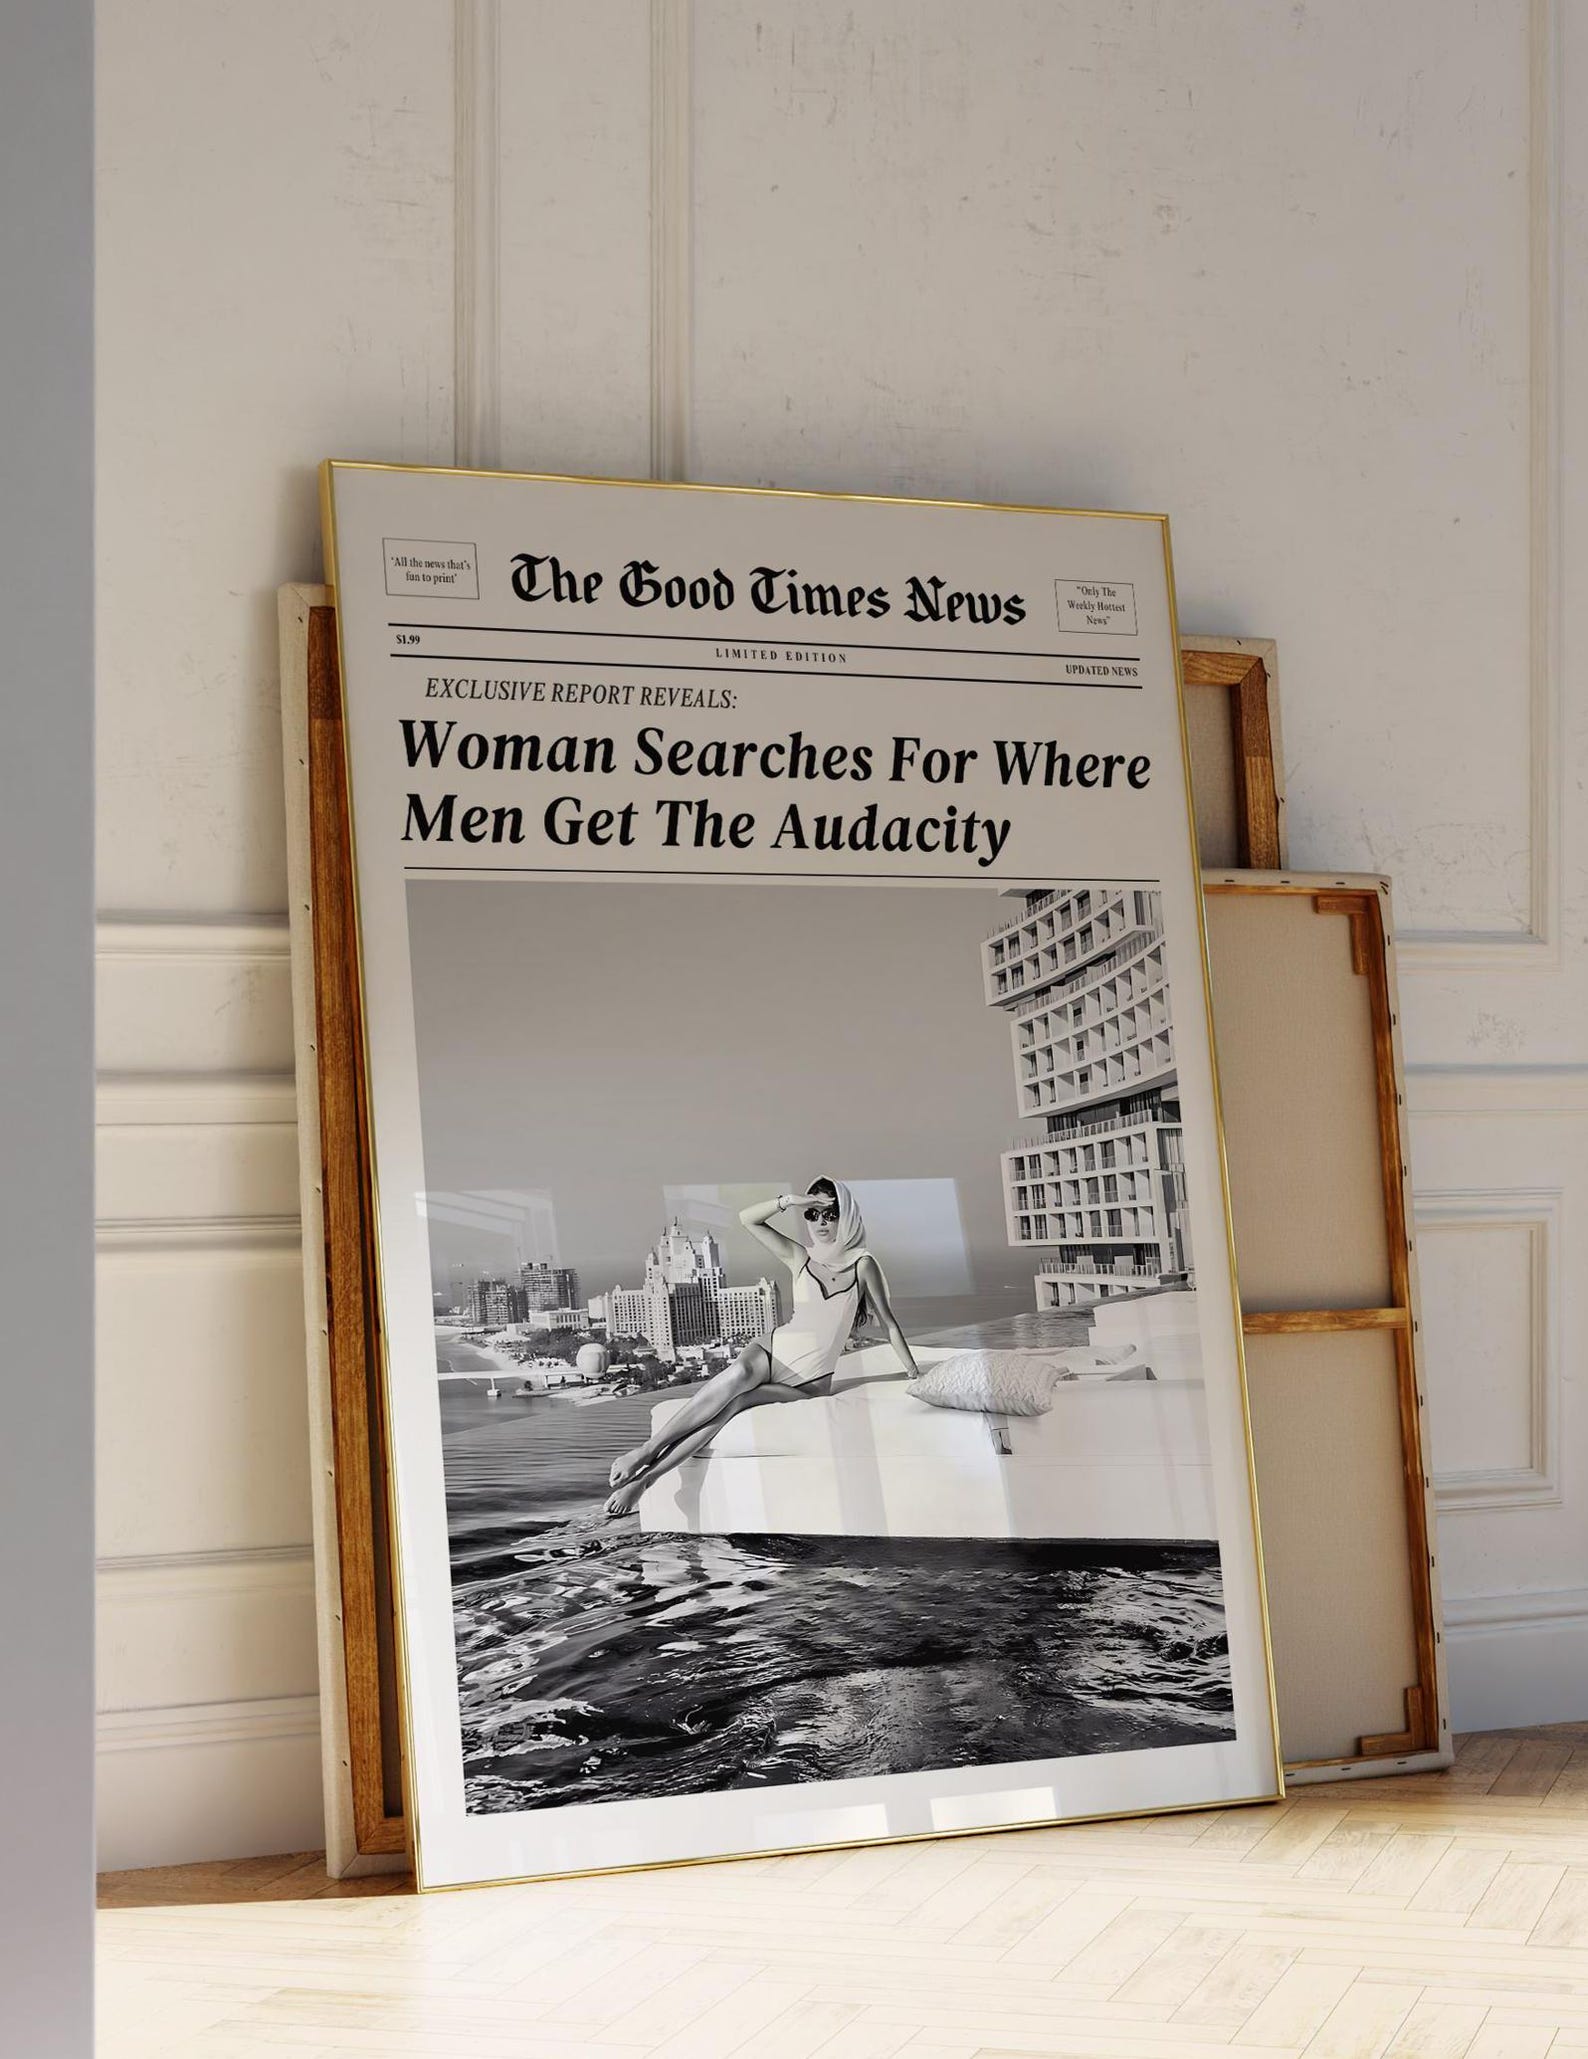 'All the news that's
fun to print'
The Good Times News
"Only The
Weekly Hottest
News"
$1.99
LIMITED EDITION
UPDATED NEWS
EXCLUSIVE REPORT REVEALS:
Woman Searches For Where
Men Get The Audacity